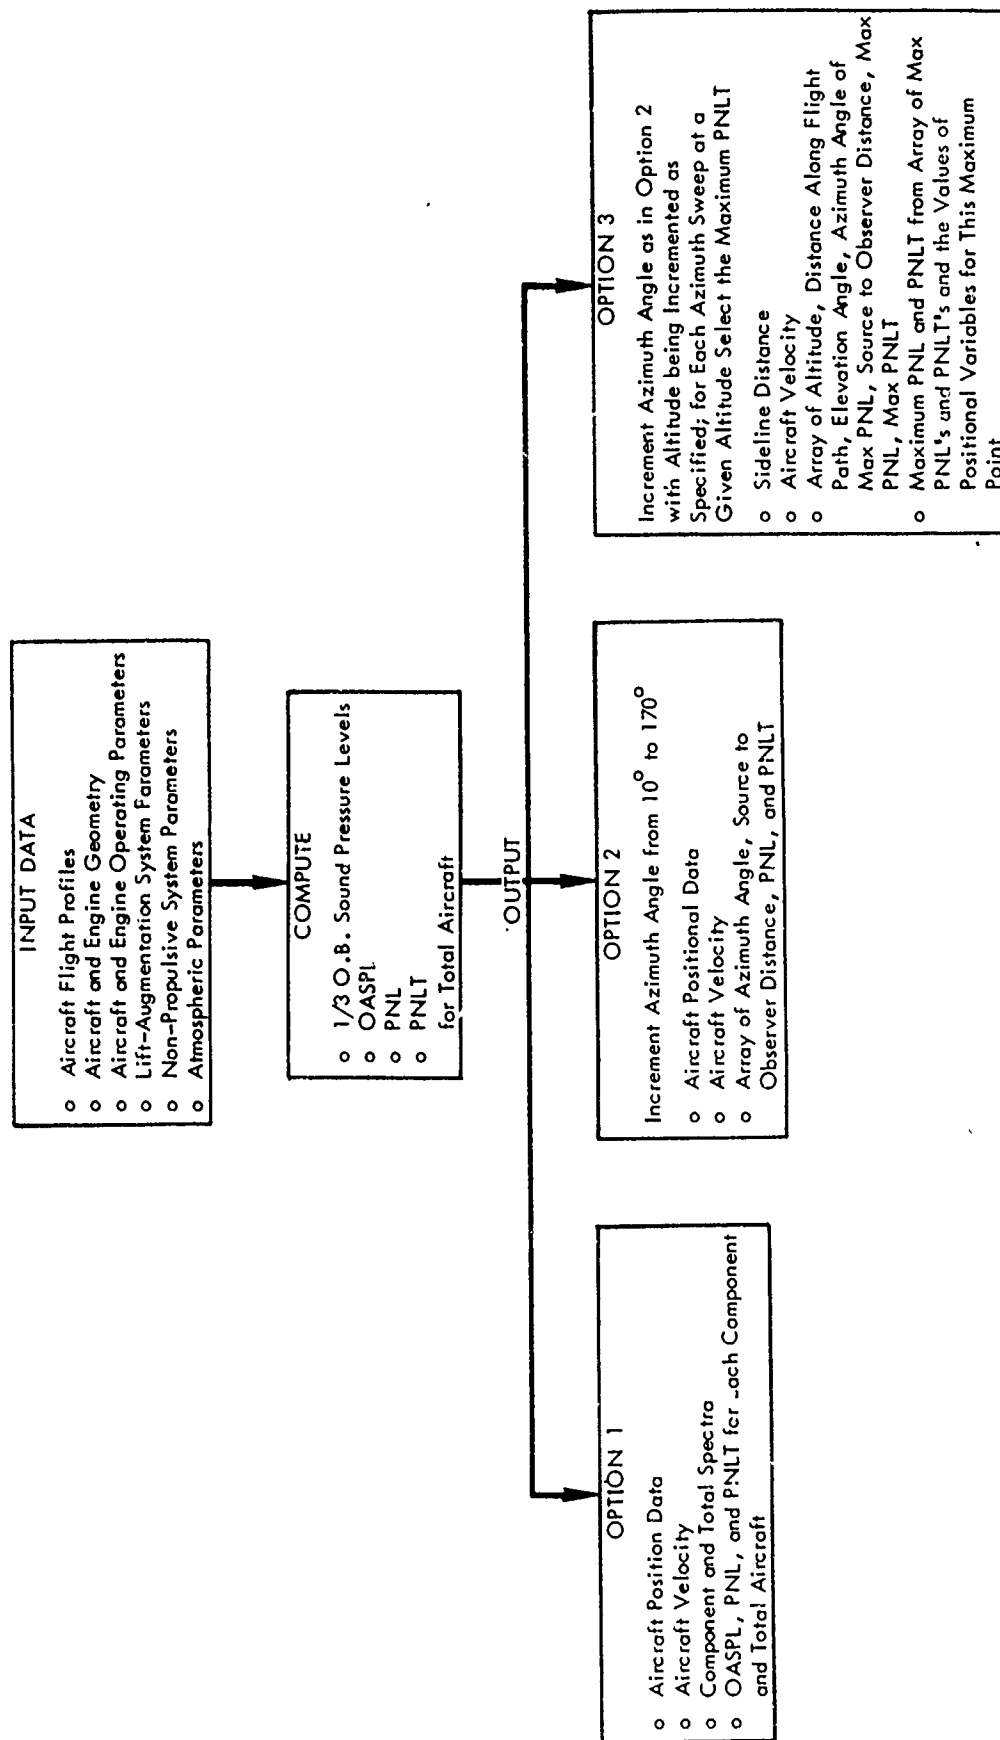 INPUT DATA
o Aircraft Flight Profiles
o Aircraft and Engine Geometry
o Aircraft and Engine Operating Parameters
o Lift-Augmentation System Parameters
o Non-Propulsive System Parameters
o Atmospheric Parameters
COMPUTE
o 1/3 O.B. Sound Pressure Levels
o OASPL
o PNL
o PNLT
for Total Aircraft
OUTPUT
OPTION 1
o Aircraft Position Data
o Aircraft Velocity
o Component and Total Spectra
o OASPL, PNL, and PNLT for Each Component
and Total Aircraft
OPTION 2
Increment Azimuth Angle from 10° to 170°
o Aircraft Positional Data
o Aircraft Velocity
o Array of Azimuth Angle, Source to
Observer Distance, PNL, and PNLT
OPTION 3
Increment Azimuth Angle as in Option 2
with Altitude being Incremented as
Specified; for Each Azimuth Sweep at a
Given Altitude Select the Maximum PNLT
o Sideline Distance
o Aircraft Velocity
o Array of Altitude, Distance Along Flight
Path, Elevation Angle, Azimuth Angle of
Max PNL, Source to Observer Distance, Max
PNL, Max PNLT
o Maximum PNL and PNLT from Array of Max
PNL's and PNLT's and the Values of
Positional Variables for This Maximum
Point